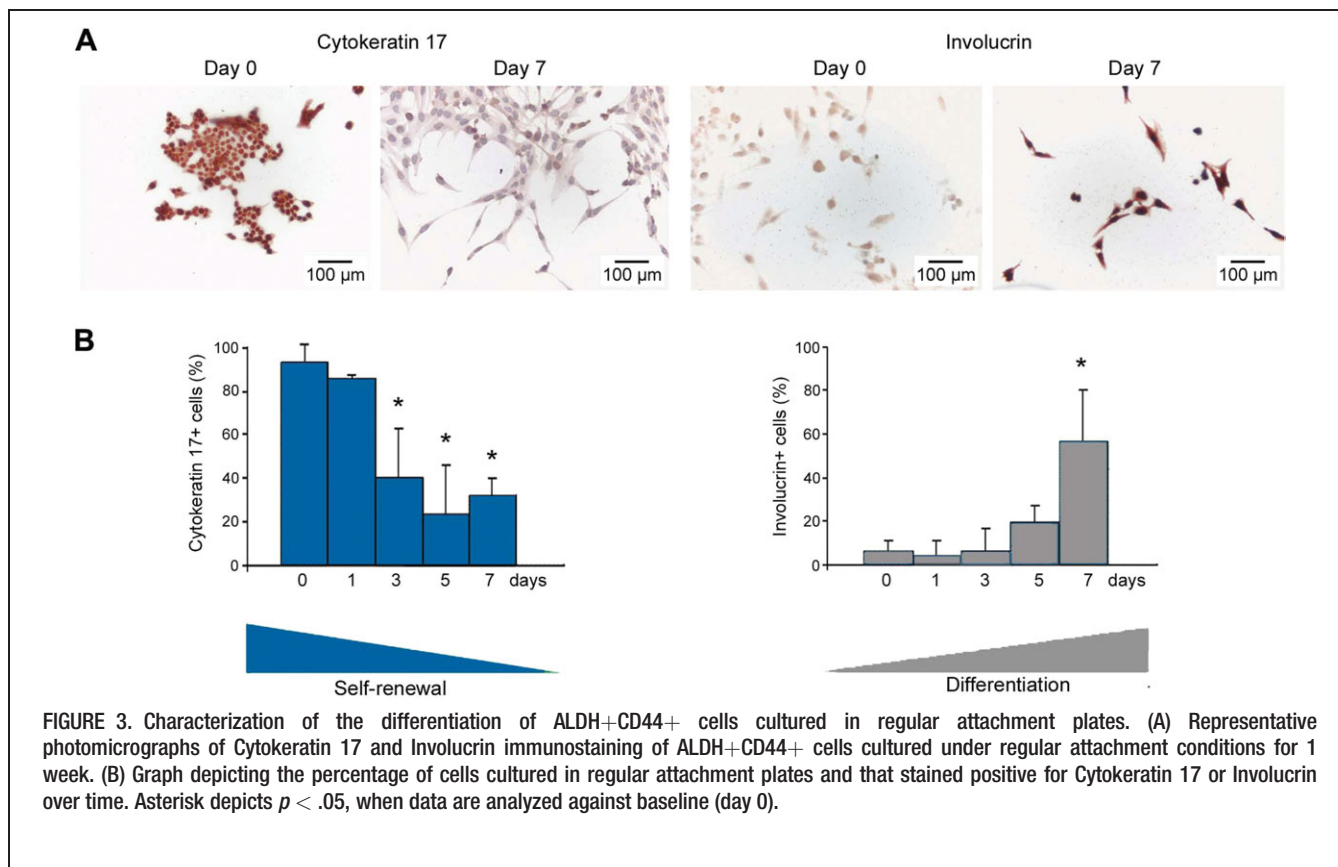 A
Cytokeratin 17
Involucrin
Day 0
Day 7
Day 0
Day 7
100 µm
100 µm
100 µm
100 µm
B
Cytokeratin 17+ cells (%)
100
80
60
40
20
0
*
*
*
0 1 3 5 7 days
Self-renewal
Involucrin+ cells (%)
100
80
60
40
20
0
*
0 1 3 5 7 days
Differentiation
FIGURE 3. Characterization of the differentiation of ALDH+CD44+ cells cultured in regular attachment plates. (A) Representative
photomicrographs of Cytokeratin 17 and Involucrin immunostaining of ALDH+CD44+ cells cultured under regular attachment conditions for 1
week. (B) Graph depicting the percentage of cells cultured in regular attachment plates and that stained positive for Cytokeratin 17 or Involucrin
over time. Asterisk depicts p < .05, when data are analyzed against baseline (day 0).